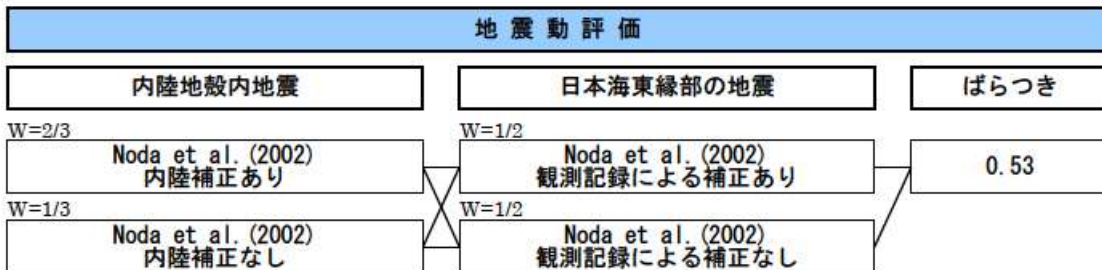 地震動評価
内陸地殻内地震
日本海東縁部の地震
ばらつき
W=2/3
Noda et al.(2002)
内陸補正あり
W=1/2
Noda et al.(2002)
観測記録による補正あり
0.53
W=1/3
Noda et al.(2002)
内陸補正なし
W=1/2
Noda et al.(2002)
観測記録による補正なし